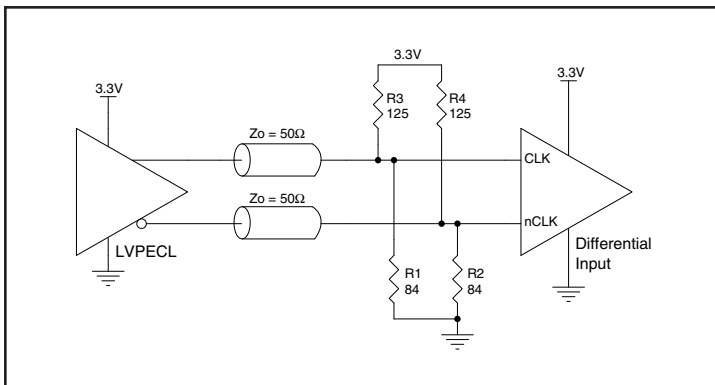 3.3V
3.3V
3.3V
R3
125
R4
125
Zo = 50Ω
CLK
Zo = 50Ω
nCLK
LVPECL
Differential
Input
R1
84
R2
84